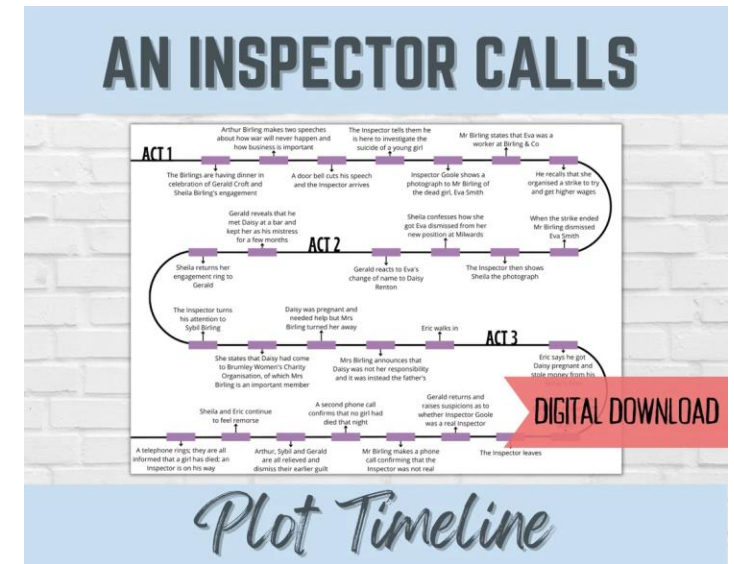 AN INSPECTOR CALLS
ACT 1
The Birlings are having dinner in
celebration of Gerald Croft and
Sheila Birling's engagement
Arthur Birling makes two speeches
about how war will never happen and
how business is important
A door bell cuts his speech
and the Inspector arrives
The Inspector tells them he
is here to investigate the
suicide of a young girl
Inspector Goole shows a
photograph to Mr Birling of
the dead girl, Eva Smith
Mr Birling states that Eva was a
worker at Birling & Co
He recalls that she
organised a strike to try
and get higher wages
When the strike ended
Mr Birling dismissed
Eva Smith
The Inspector then shows
Sheila the photograph
Sheila confesses how she
got Eva dismissed from her
new position at Milwards
Gerald reacts to Eva's
change of name to Daisy
Renton
ACT 2
Gerald reveals that he
met Daisy at a bar and
kept her as his mistress
for a few months
Sheila returns her
engagement ring to
Gerald
The Inspector turns
his attention to
Sybil Birling
She states that Daisy had come
to Brumley Women's Charity
Organisation, of which Mrs
Birling is an important member
Daisy was pregnant and
needed help but Mrs
Birling turned her away
Mrs Birling announces that
Daisy was not her responsibility
and it was instead the father's
Eric walks in
ACT 3
Eric says he got
Daisy pregnant and
stole money from his
DIGITAL DOWNLOAD
The Inspector leaves
Gerald returns and
raises suspicions as to
whether Inspector Goole
was a real Inspector
Mr Birling makes a phone
call confirming that the
Inspector was not real
A second phone call
confirms that no girl had
died that night
Arthur, Sybil and Gerald
are all relieved and
dismiss their earlier guilt
Sheila and Eric continue
to feel remorse
A telephone rings; they are all
informed that a girl has died; an
Inspector is on his way
Plot Timeline